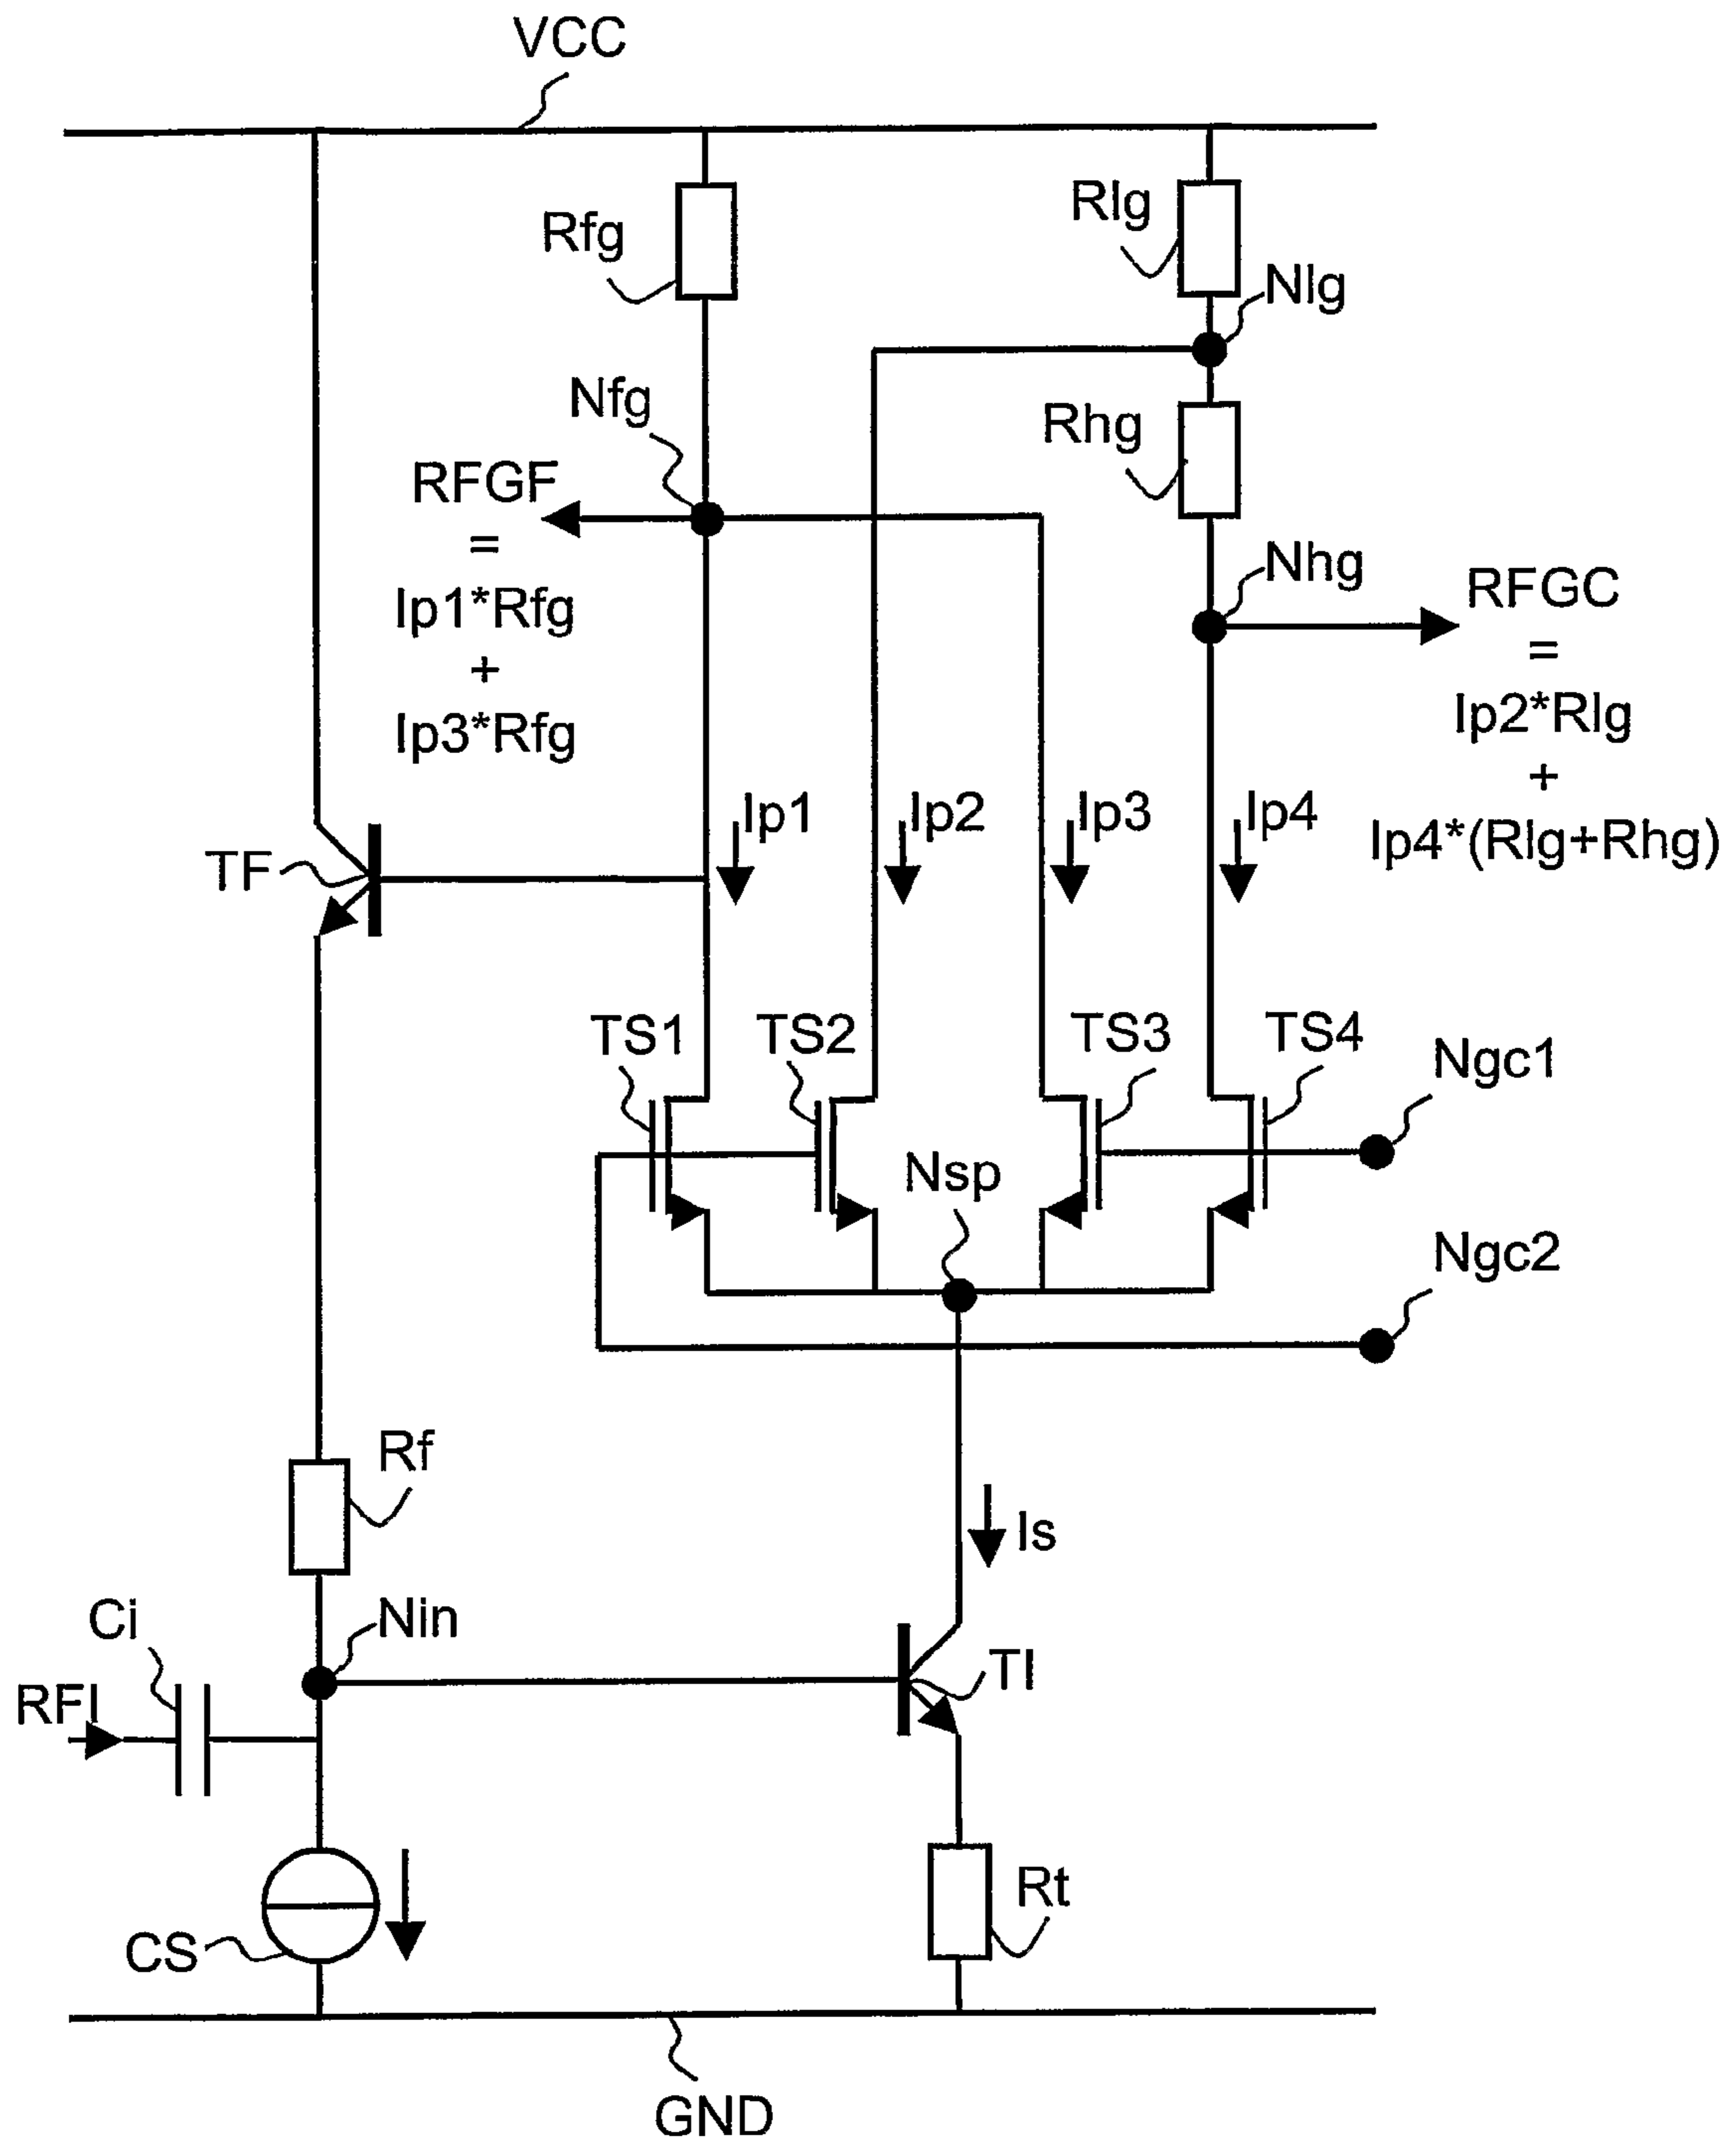 VCC
Rfg
Rlg
Nlg
Nfg
Rhg
RFGF
=
Ip1*Rfg
+
Ip3*Rfg
Nhg
RFGC
=
Ip2*Rlg
+
Ip4*(Rlg+Rhg)
Ip1
Ip2
Ip3
Ip4
TF
TS1
TS2
TS3
TS4
Ngc1
Nsp
Ngc2
Rf
Is
Ci
Nin
TI
RFI
Rt
CS
GND